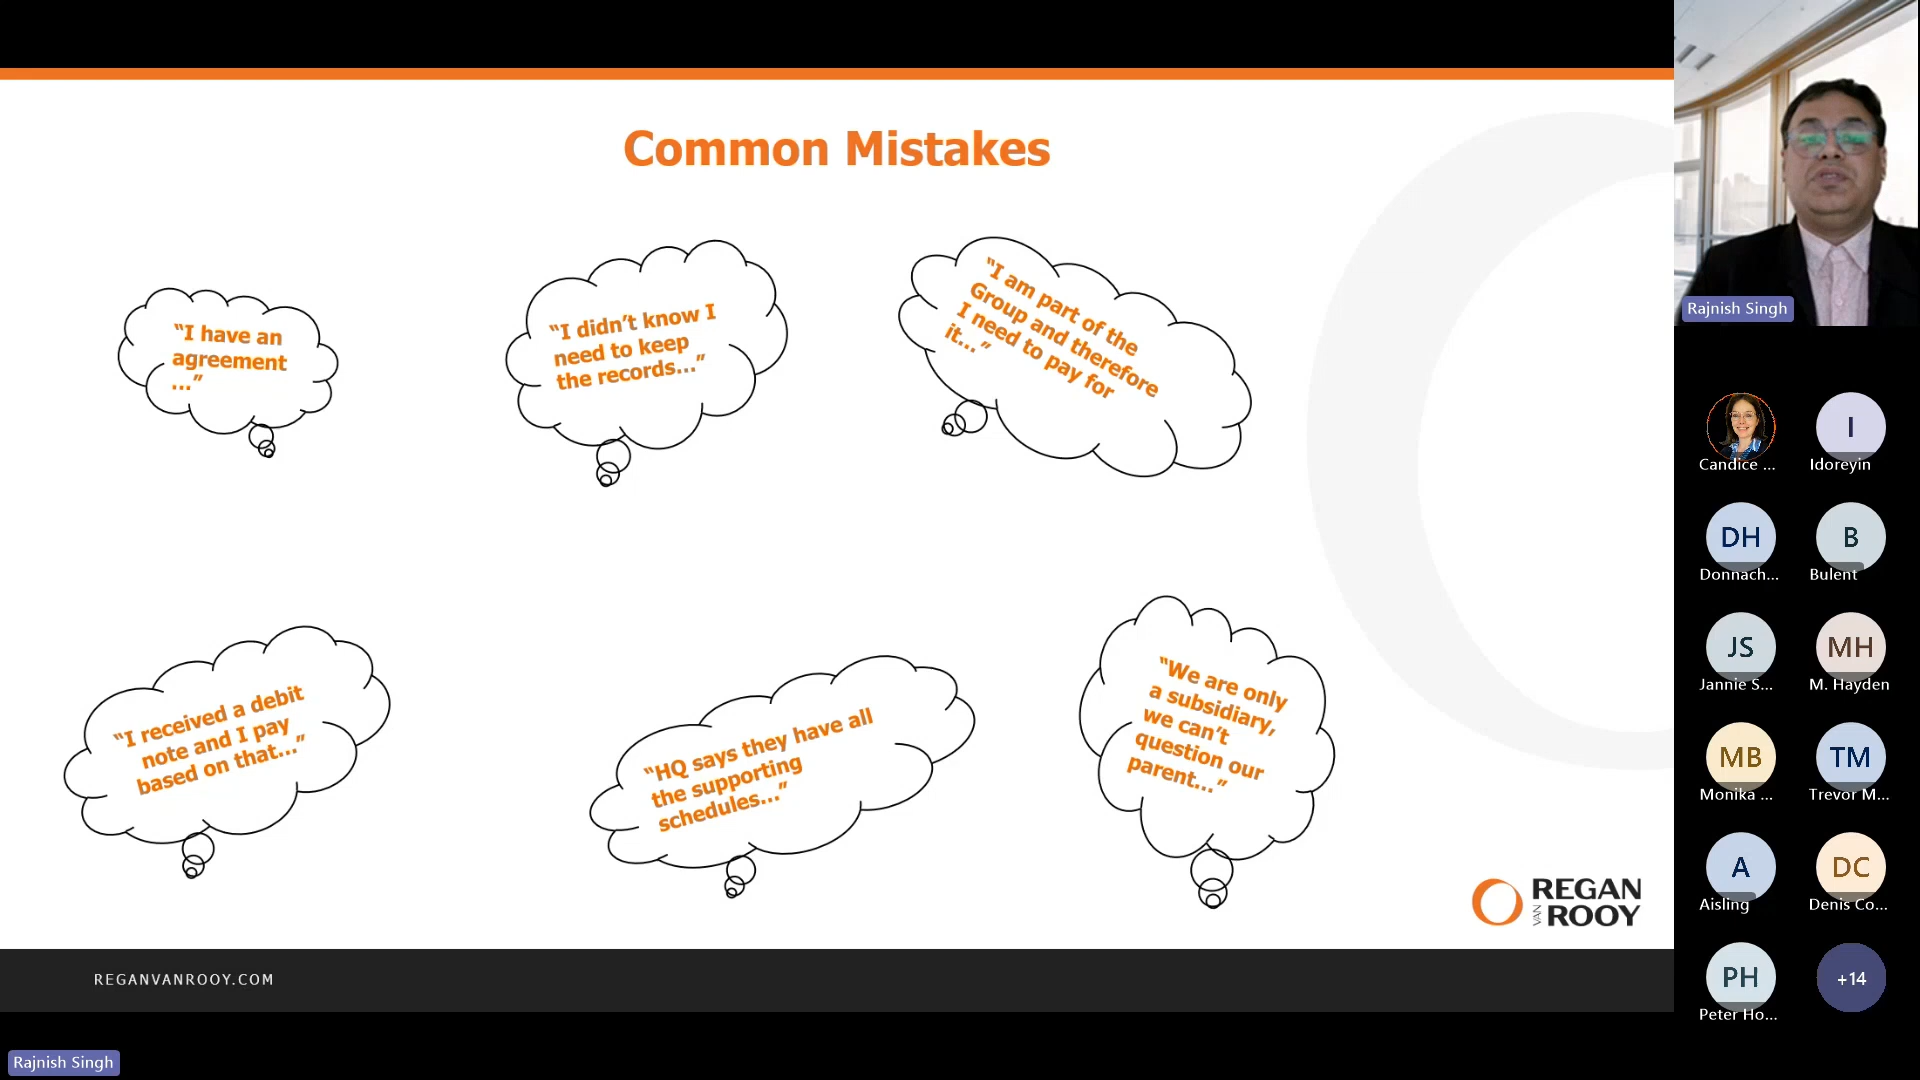 Common Mistakes
“I have an
agreement
…”
“I didn’t know I
need to keep
the records…”
“I am part of the
Group and therefore
I need to pay for
it…”
“I received a debit
note and I pay
based on that…”
“HQ says they have all
the supporting
schedules…”
“We are only
a subsidiary,
we can’t
question our
parent…”
REGAN
VAN ROOY
REGANVANROOY.COM
Rajnish Singh
Rajnish Singh
Candice ...
I
Idoreyin
DH
Donnach...
B
Bulent
JS
Jannie S...
MH
M. Hayden
MB
Monika ...
TM
Trevor M...
A
Aisling
DC
Denis Co...
PH
Peter Ho...
+14